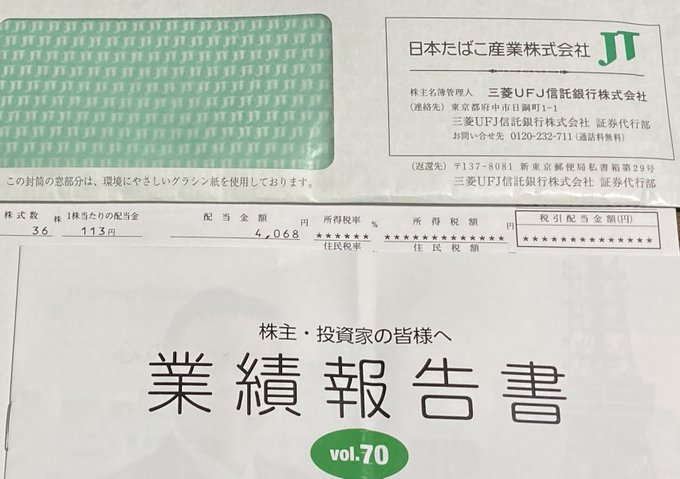 日本たばこ産業株式会社 JT
株主名簿管理人 三菱UFJ信託銀行株式会社
(連絡先) 東京都府中市日鋼町1-1
三菱UFJ信託銀行株式会社 証券代行部
お問い合せ先 0120-232-711(通話料無料)
(返還先) 〒137-8081 新東京郵便局私書箱第29号
三菱UFJ信託銀行株式会社 証券代行部
この封筒の窓部分は、環境にやさしいグラシン紙を使用しております。
株式数 株 1株当たりの配当金 配当金額 円 所得税率 % 所得税額 円 税引配当金額(円)
36 113円 4,068 ****** *********** *************
住民税率 住民税額
株主・投資家の皆様へ
業績報告書
vol.70